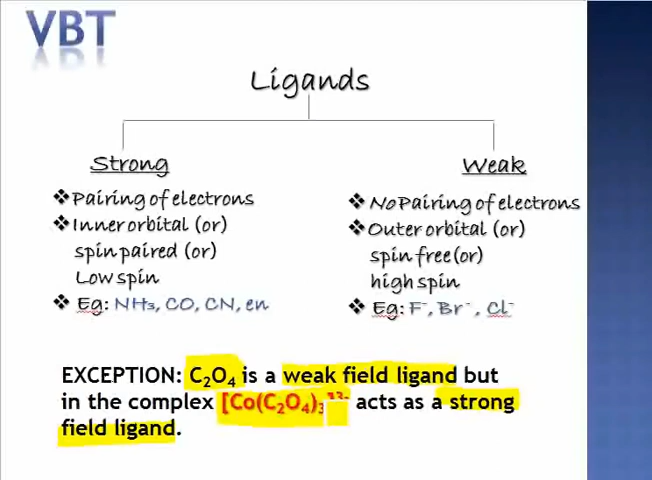 VBT
Ligands
Strong
Weak
❖Pairing of electrons
❖Inner orbital (or)
spin paired (or)
Low spin
❖ Eg: NH₃, CO, CN, en
❖ No Pairing of electrons
❖Outer orbital (or)
spin free(or)
high spin
❖ Eg: F⁻, Br⁻ , Cl⁻
EXCEPTION: C₂O₄ is a weak field ligand but
in the complex [Co(C₂O₄)₃]³⁻ acts as a strong
field ligand.